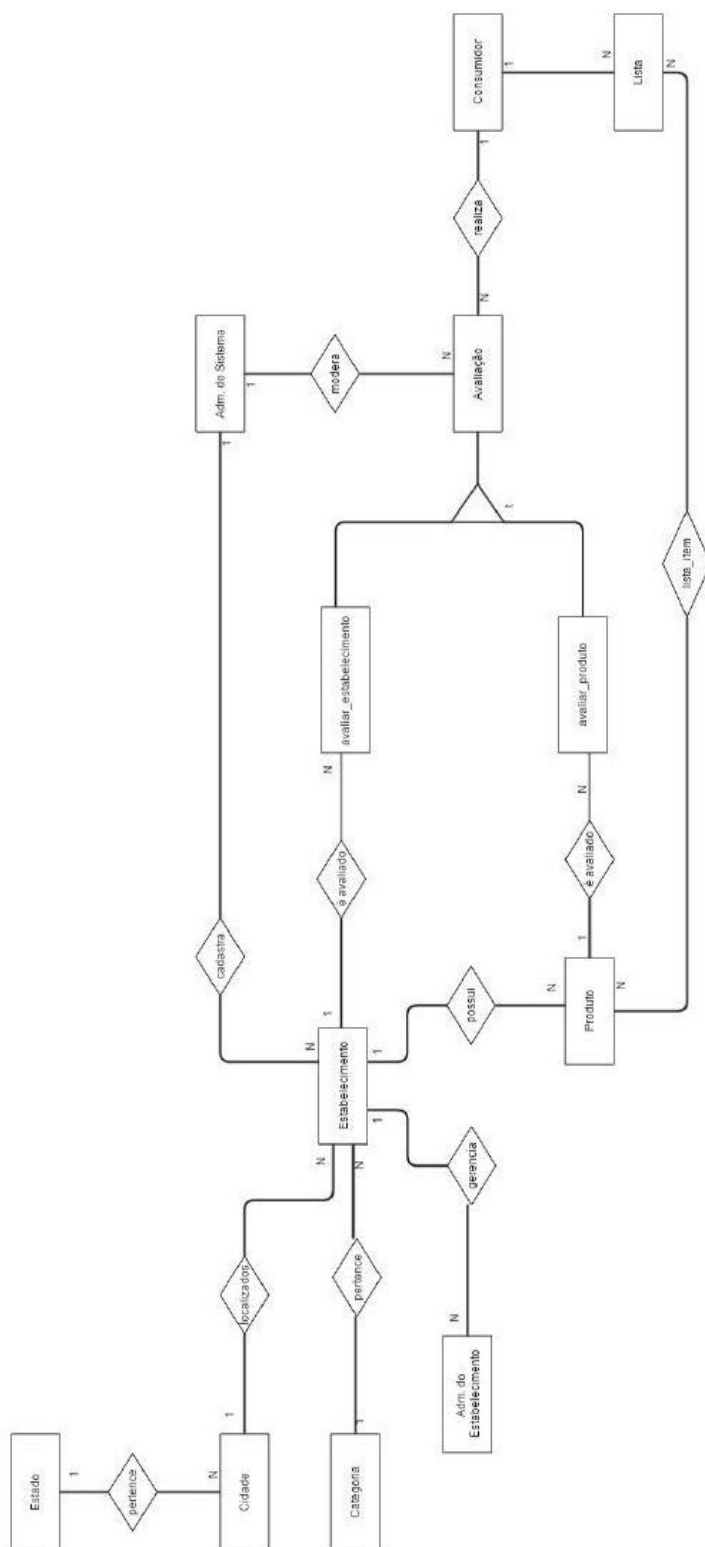 Estado
1
pertence
N
Cidade
1
localizados
N
cadastra
N
1
Adm. do Sistema
1
modera
N
Categoria
1
pertence
N
Estabelecimento
1
é avaliado
N
avaliar_estabelecimento
1
1
Adm. do
Estabelecimento
N
gerencia
possui
N
Avaliação
N
realiza
1
Consumidor
1
t
Produto
1
é avaliado
N
avaliar_produto
N
N
Lista
N
lista_item